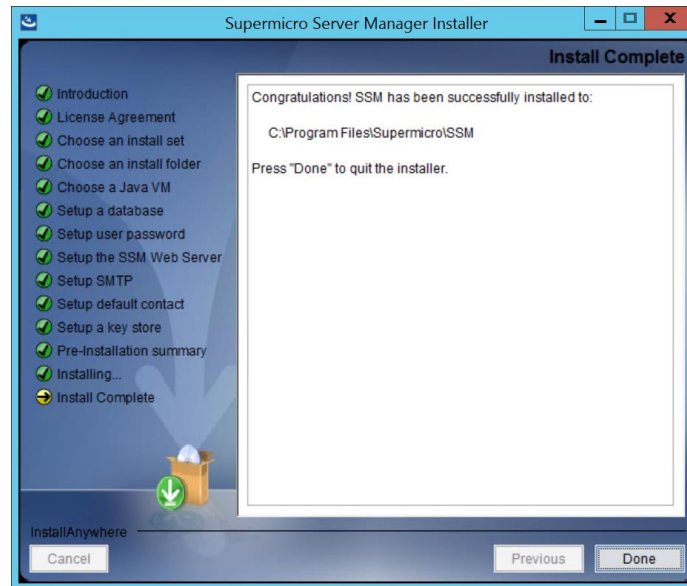 Supermicro Server Manager Installer
Install Complete
Introduction
License Agreement
Choose an install set
Choose an install folder
Choose a Java VM
Setup a database
Setup user password
Setup the SSM Web Server
Setup SMTP
Setup default contact
Setup a key store
Pre-Installation summary
Installing...
Install Complete
Congratulations! SSM has been successfully installed to:
C:\Program Files\Supermicro\SSM
Press "Done" to quit the installer.
InstallAnywhere
Cancel
Previous
Done